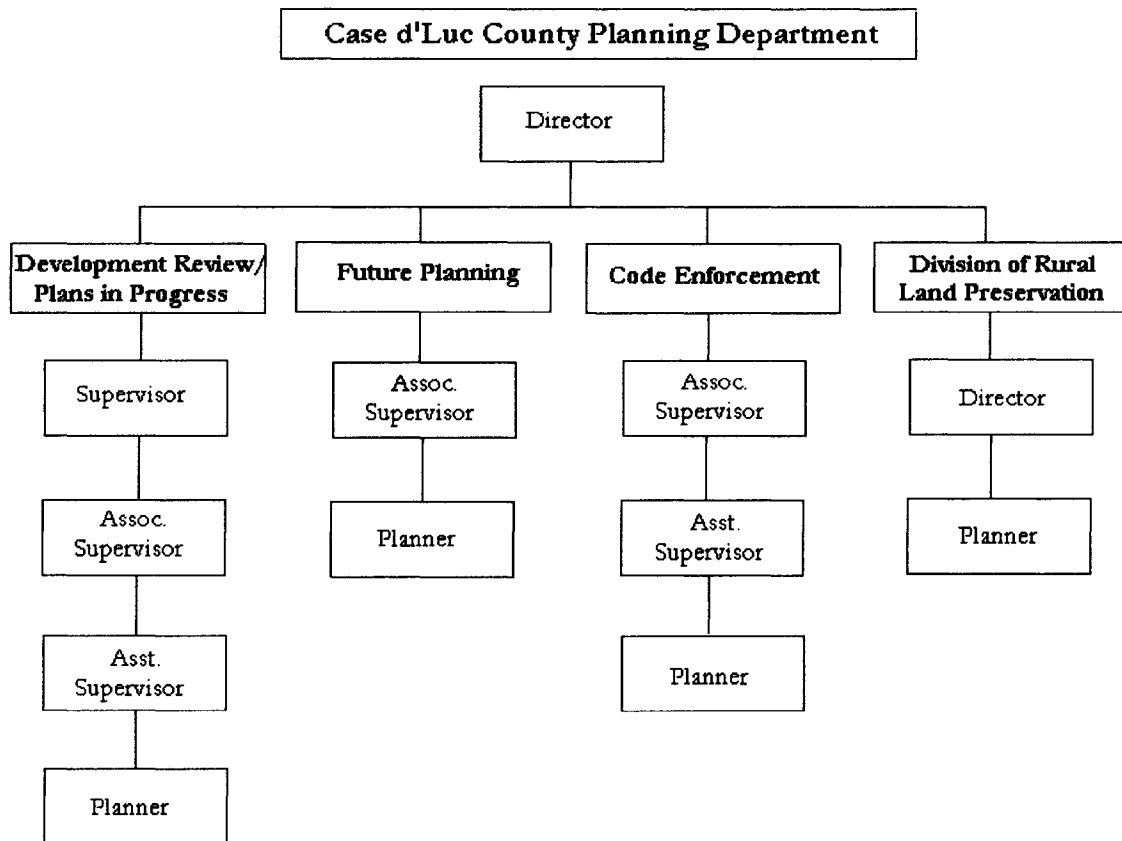 Case d'Luc County Planning Department
Director
Development Review/
Plans in Progress
Future Planning
Code Enforcement
Division of Rural
Land Preservation
Supervisor
Assoc.
Supervisor
Assoc.
Supervisor
Director
Assoc.
Supervisor
Planner
Asst.
Supervisor
Planner
Asst.
Supervisor
Planner
Planner